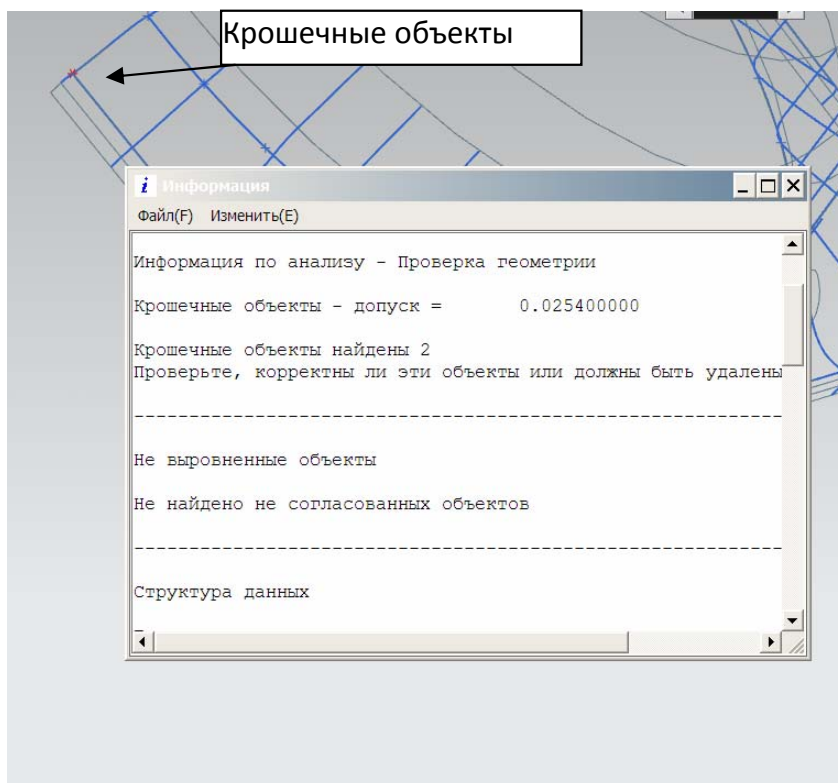 Крошечные объекты
Информация
Файл(F) Изменить(E)
Информация по анализу - Проверка геометрии
Крошечные объекты - допуск = 0.025400000
Крошечные объекты найдены 2
Проверьте, корректны ли эти объекты или должны быть удалены
Не выровненные объекты
Не найдено не согласованных объектов
Структура данных